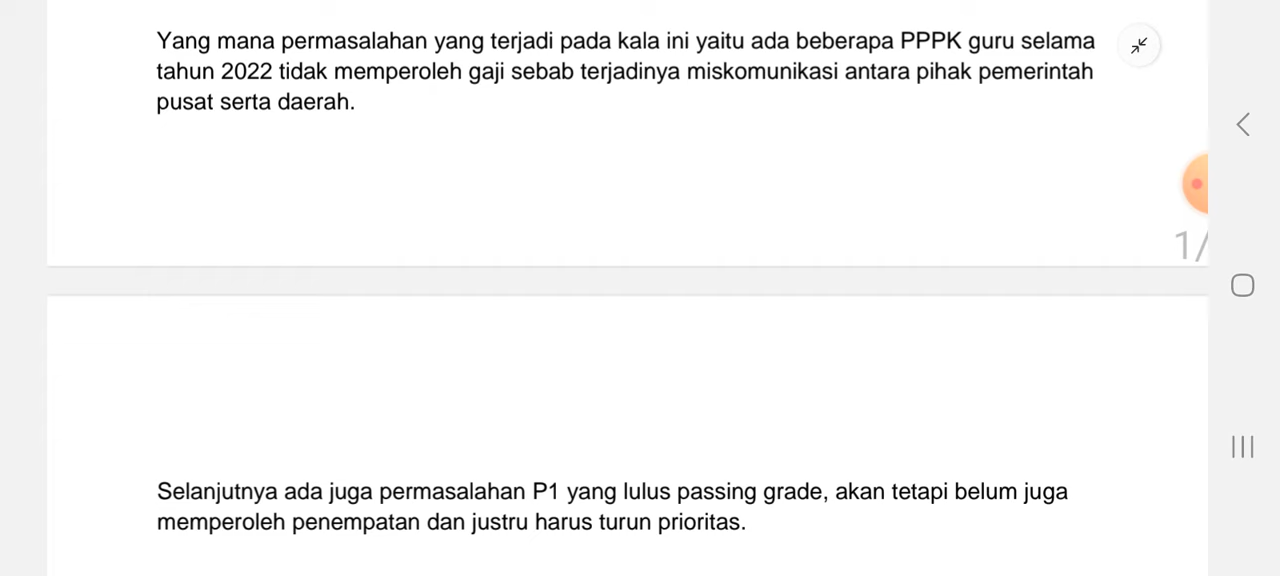 Yang mana permasalahan yang terjadi pada kala ini yaitu ada beberapa PPPK guru selama
tahun 2022 tidak memperoleh gaji sebab terjadinya miskomunikasi antara pihak pemerintah
pusat serta daerah.
1/
Selanjutnya ada juga permasalahan P1 yang lulus passing grade, akan tetapi belum juga
memperoleh penempatan dan justru harus turun prioritas.